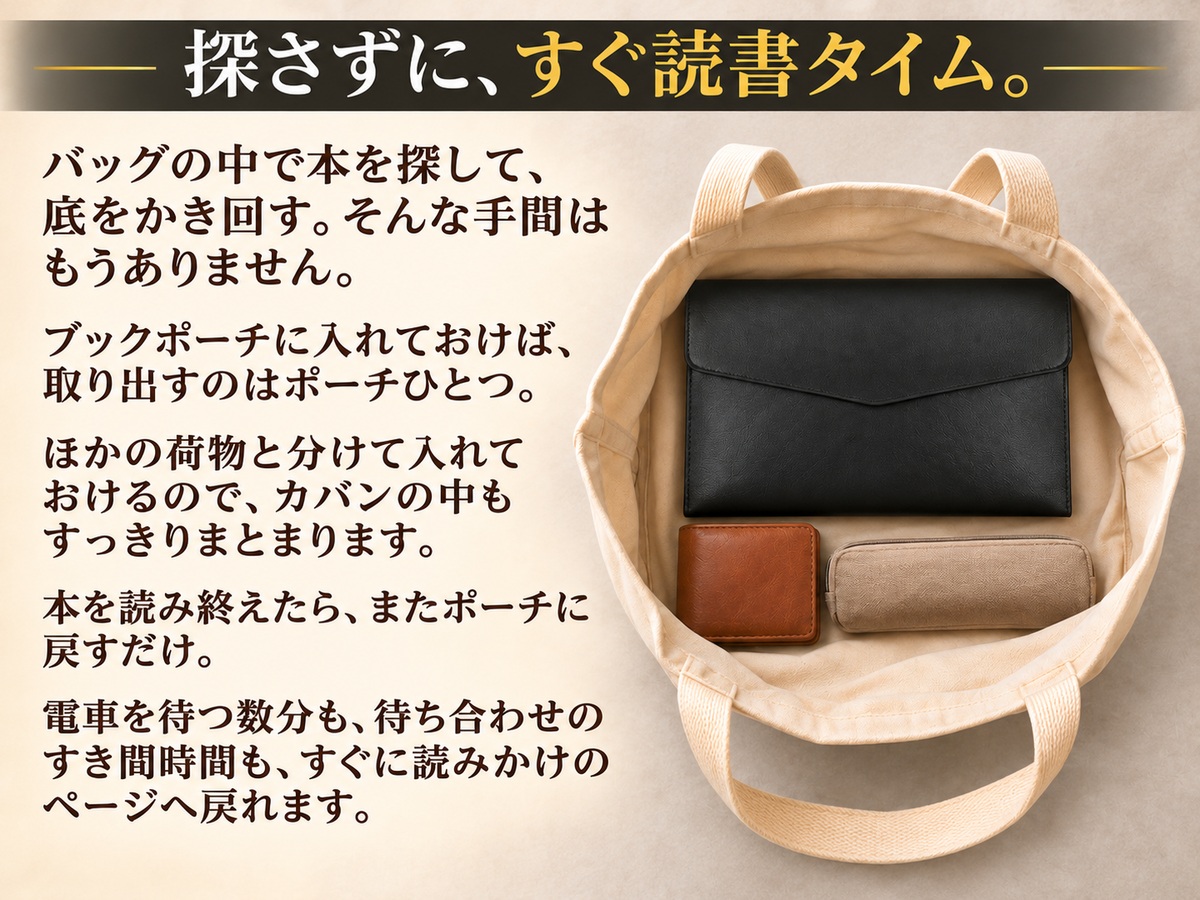 探さずに、すぐ読書タイム。
バッグの中で本を探して、
底をかき回す。そんな手間は
もうありません。
ブックポーチに入れておけば、
取り出すのはポーチひとつ。
ほかの荷物と分けて入れて
おけるので、カバンの中も
すっきりまとまります。
本を読み終えたら、またポーチに
戻すだけ。
電車を待つ数分も、待ち合わせの
すき間時間も、すぐに読みかけの
ページへ戻れます。